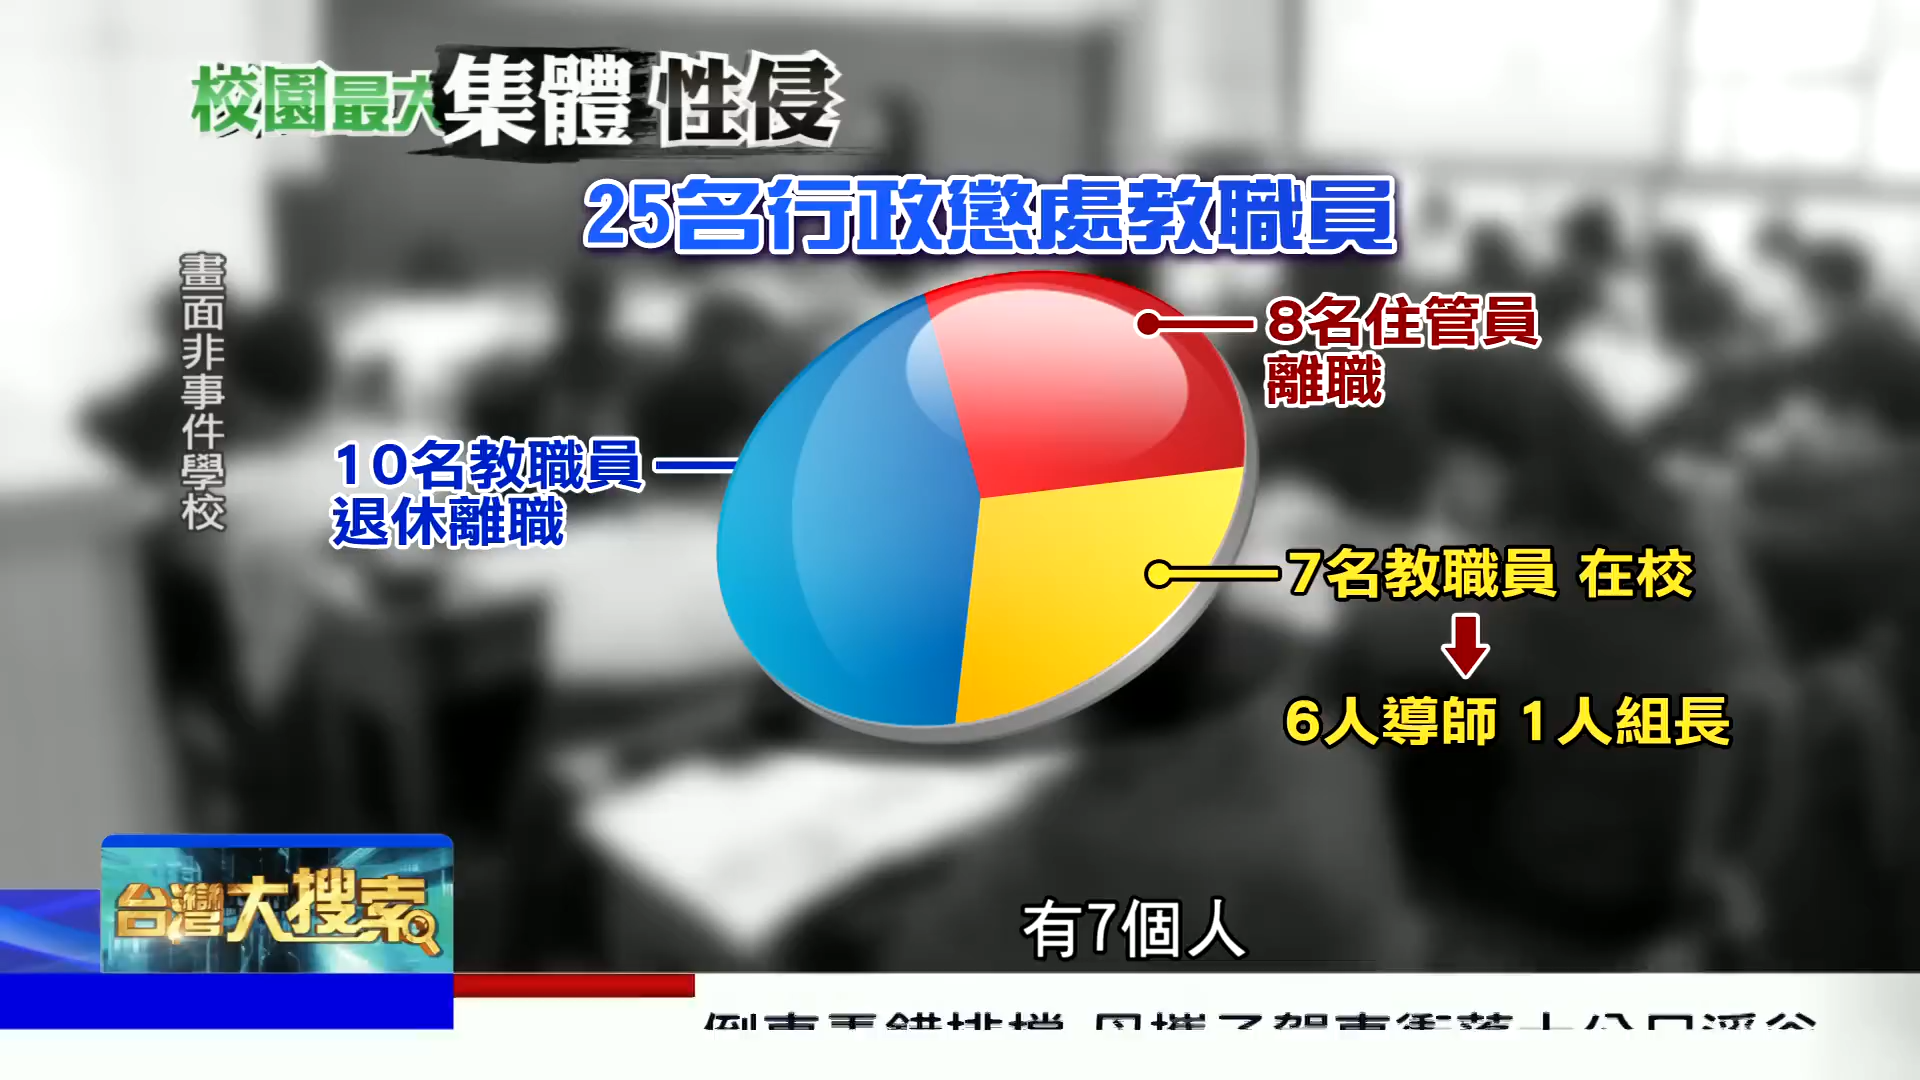 校園最大集體 性侵
25名行政懲處教職員
畫面非事件學校
8名住管員
離職
10名教職員
退休離職
7名教職員 在校
6人導師 1人組長
台灣大搜索
有7個人